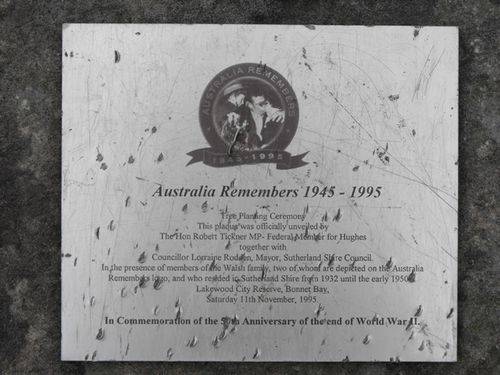 AUSTRALIA REMEMBERS
1945-1995
Australia Remembers 1945 - 1995
Tree Planting Ceremony
This plaque was officially unveiled by
The Hon Robert Tickner MP- Federal Member for Hughes
together with
Councillor Lorraine Rodden, Mayor, Sutherland Shire Council.
In the presence of members of the Walsh family, two of whom are depicted on the Australia
Remembers logo, and who resided in Sutherland Shire from 1932 until the early 1950s.
Lakewood City Reserve, Bonnet Bay,
Saturday 11th November, 1995.
In Commemoration of the 50th Anniversary of the end of World War II.